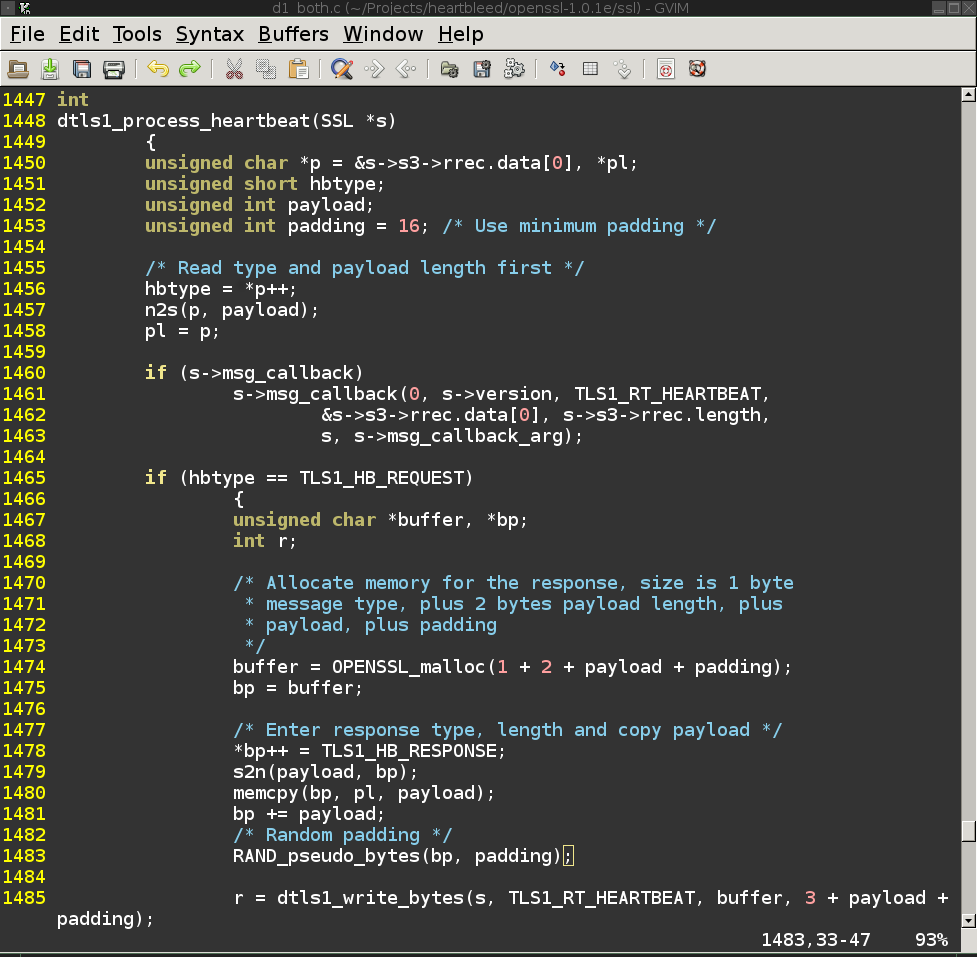 d1_both.c (~/Projects/heartbleed/openssl-1.0.1e/ssl) - GVIM
File Edit Tools Syntax Buffers Window Help
1447 int
1448 dtls1_process_heartbeat(SSL *s)
1449         {
1450         unsigned char *p = &s->s3->rrec.data[0], *pl;
1451         unsigned short hbtype;
1452         unsigned int payload;
1453         unsigned int padding = 16; /* Use minimum padding */
1454
1455         /* Read type and payload length first */
1456         hbtype = *p++;
1457         n2s(p, payload);
1458         pl = p;
1459
1460         if (s->msg_callback)
1461                 s->msg_callback(0, s->version, TLS1_RT_HEARTBEAT,
1462                         &s->s3->rrec.data[0], s->s3->rrec.length,
1463                         s, s->msg_callback_arg);
1464
1465         if (hbtype == TLS1_HB_REQUEST)
1466                 {
1467                 unsigned char *buffer, *bp;
1468                 int r;
1469
1470                 /* Allocate memory for the response, size is 1 byte
1471                  * message type, plus 2 bytes payload length, plus
1472                  * payload, plus padding
1473                  */
1474                 buffer = OPENSSL_malloc(1 + 2 + payload + padding);
1475                 bp = buffer;
1476
1477                 /* Enter response type, length and copy payload */
1478                 *bp++ = TLS1_HB_RESPONSE;
1479                 s2n(payload, bp);
1480                 memcpy(bp, pl, payload);
1481                 bp += payload;
1482                 /* Random padding */
1483                 RAND_pseudo_bytes(bp, padding);
1484
1485                 r = dtls1_write_bytes(s, TLS1_RT_HEARTBEAT, buffer, 3 + payload +
padding);
1483,33-47 93%